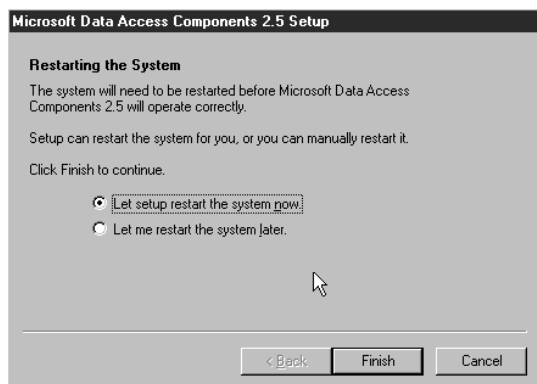 Microsoft Data Access Components 2.5 Setup
Restarting the System
The system will need to be restarted before Microsoft Data Access
Components 2.5 will operate correctly.
Setup can restart the system for you, or you can manually restart it.
Click Finish to continue.
Let setup restart the system now.
Let me restart the system later.
< Back
Finish
Cancel